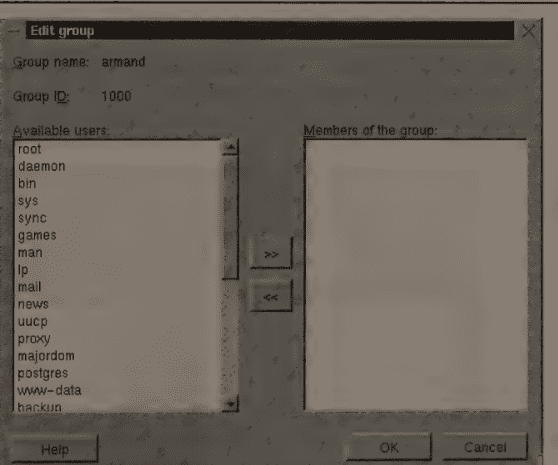 Edit group
Group name: armand
Group ID: 1000
Available users:
root
daemon
bin
sys
sync
games
man
lp
mail
news
uucp
proxy
majordom
postgres
www-data
backup
>>
<<
Members of the group:
Help
OK
Cancel